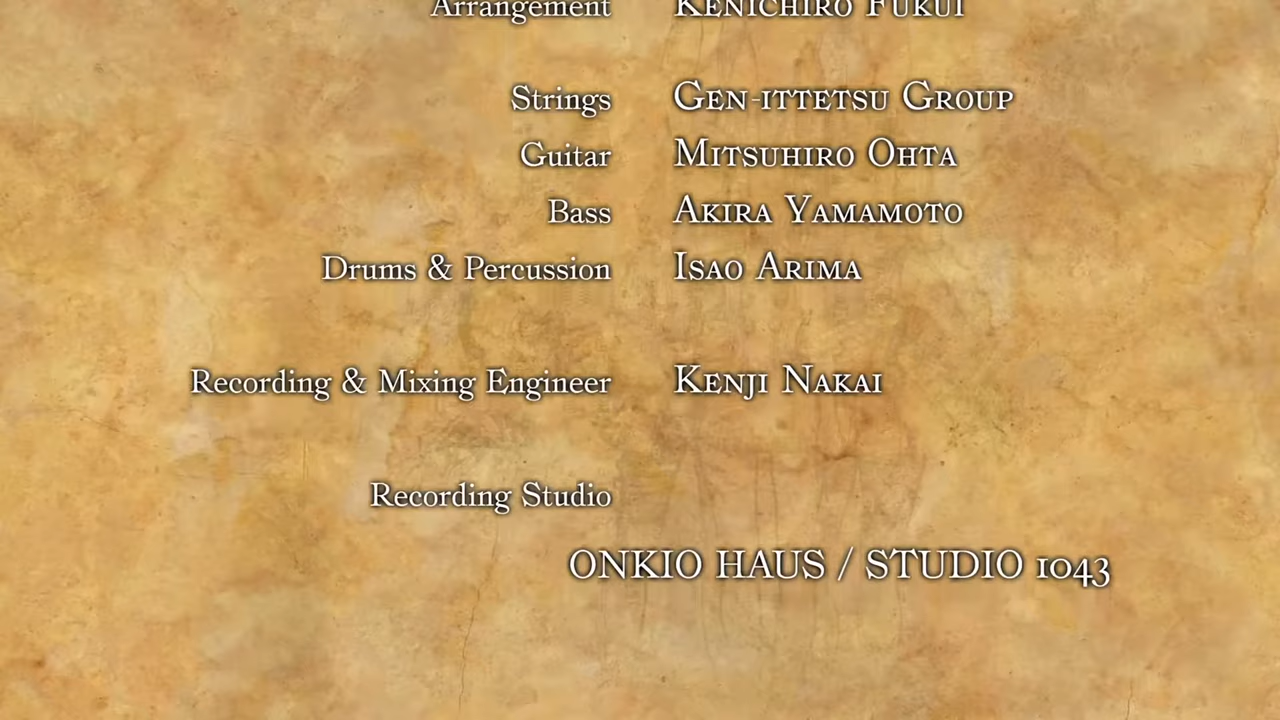 Arrangement KENICHIRO FUKUI
Strings GEN-ITTETSU GROUP
Guitar MITSUHIRO OHTA
Bass AKIRA YAMAMOTO
Drums & Percussion ISAO ARIMA
Recording & Mixing Engineer KENJI NAKAI
Recording Studio
ONKIO HAUS / STUDIO 1043